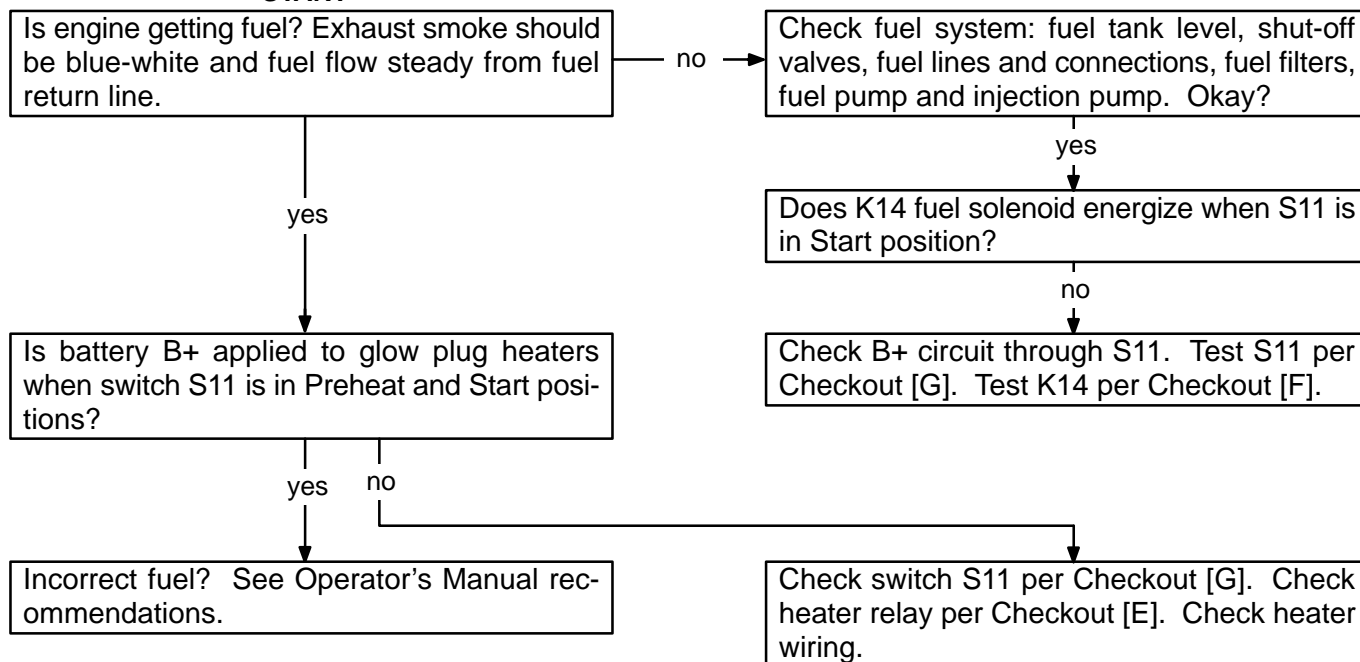 Is engine getting fuel? Exhaust smoke should
be blue-white and fuel flow steady from fuel
return line.
no
Check fuel system: fuel tank level, shut-off
valves, fuel lines and connections, fuel filters,
fuel pump and injection pump. Okay?
yes
yes
Does K14 fuel solenoid energize when S11 is
in Start position?
no
Is battery B+ applied to glow plug heaters
when switch S11 is in Preheat and Start posi-
tions?
Check B+ circuit through S11. Test S11 per
Checkout [G]. Test K14 per Checkout [F].
yes
no
Incorrect fuel? See Operator’s Manual rec-
ommendations.
Check switch S11 per Checkout [G]. Check
heater relay per Checkout [E]. Check heater
wiring.